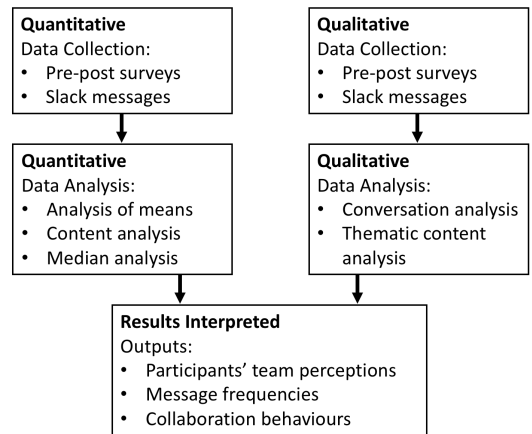 Quantitative
Data Collection:
• Pre-post surveys
• Slack messages
Qualitative
Data Collection:
• Pre-post surveys
• Slack messages
Quantitative
Data Analysis:
• Analysis of means
• Content analysis
• Median analysis
Qualitative
Data Analysis:
• Conversation analysis
• Thematic content
analysis
Results Interpreted
Outputs:
• Participants’ team perceptions
• Message frequencies
• Collaboration behaviours